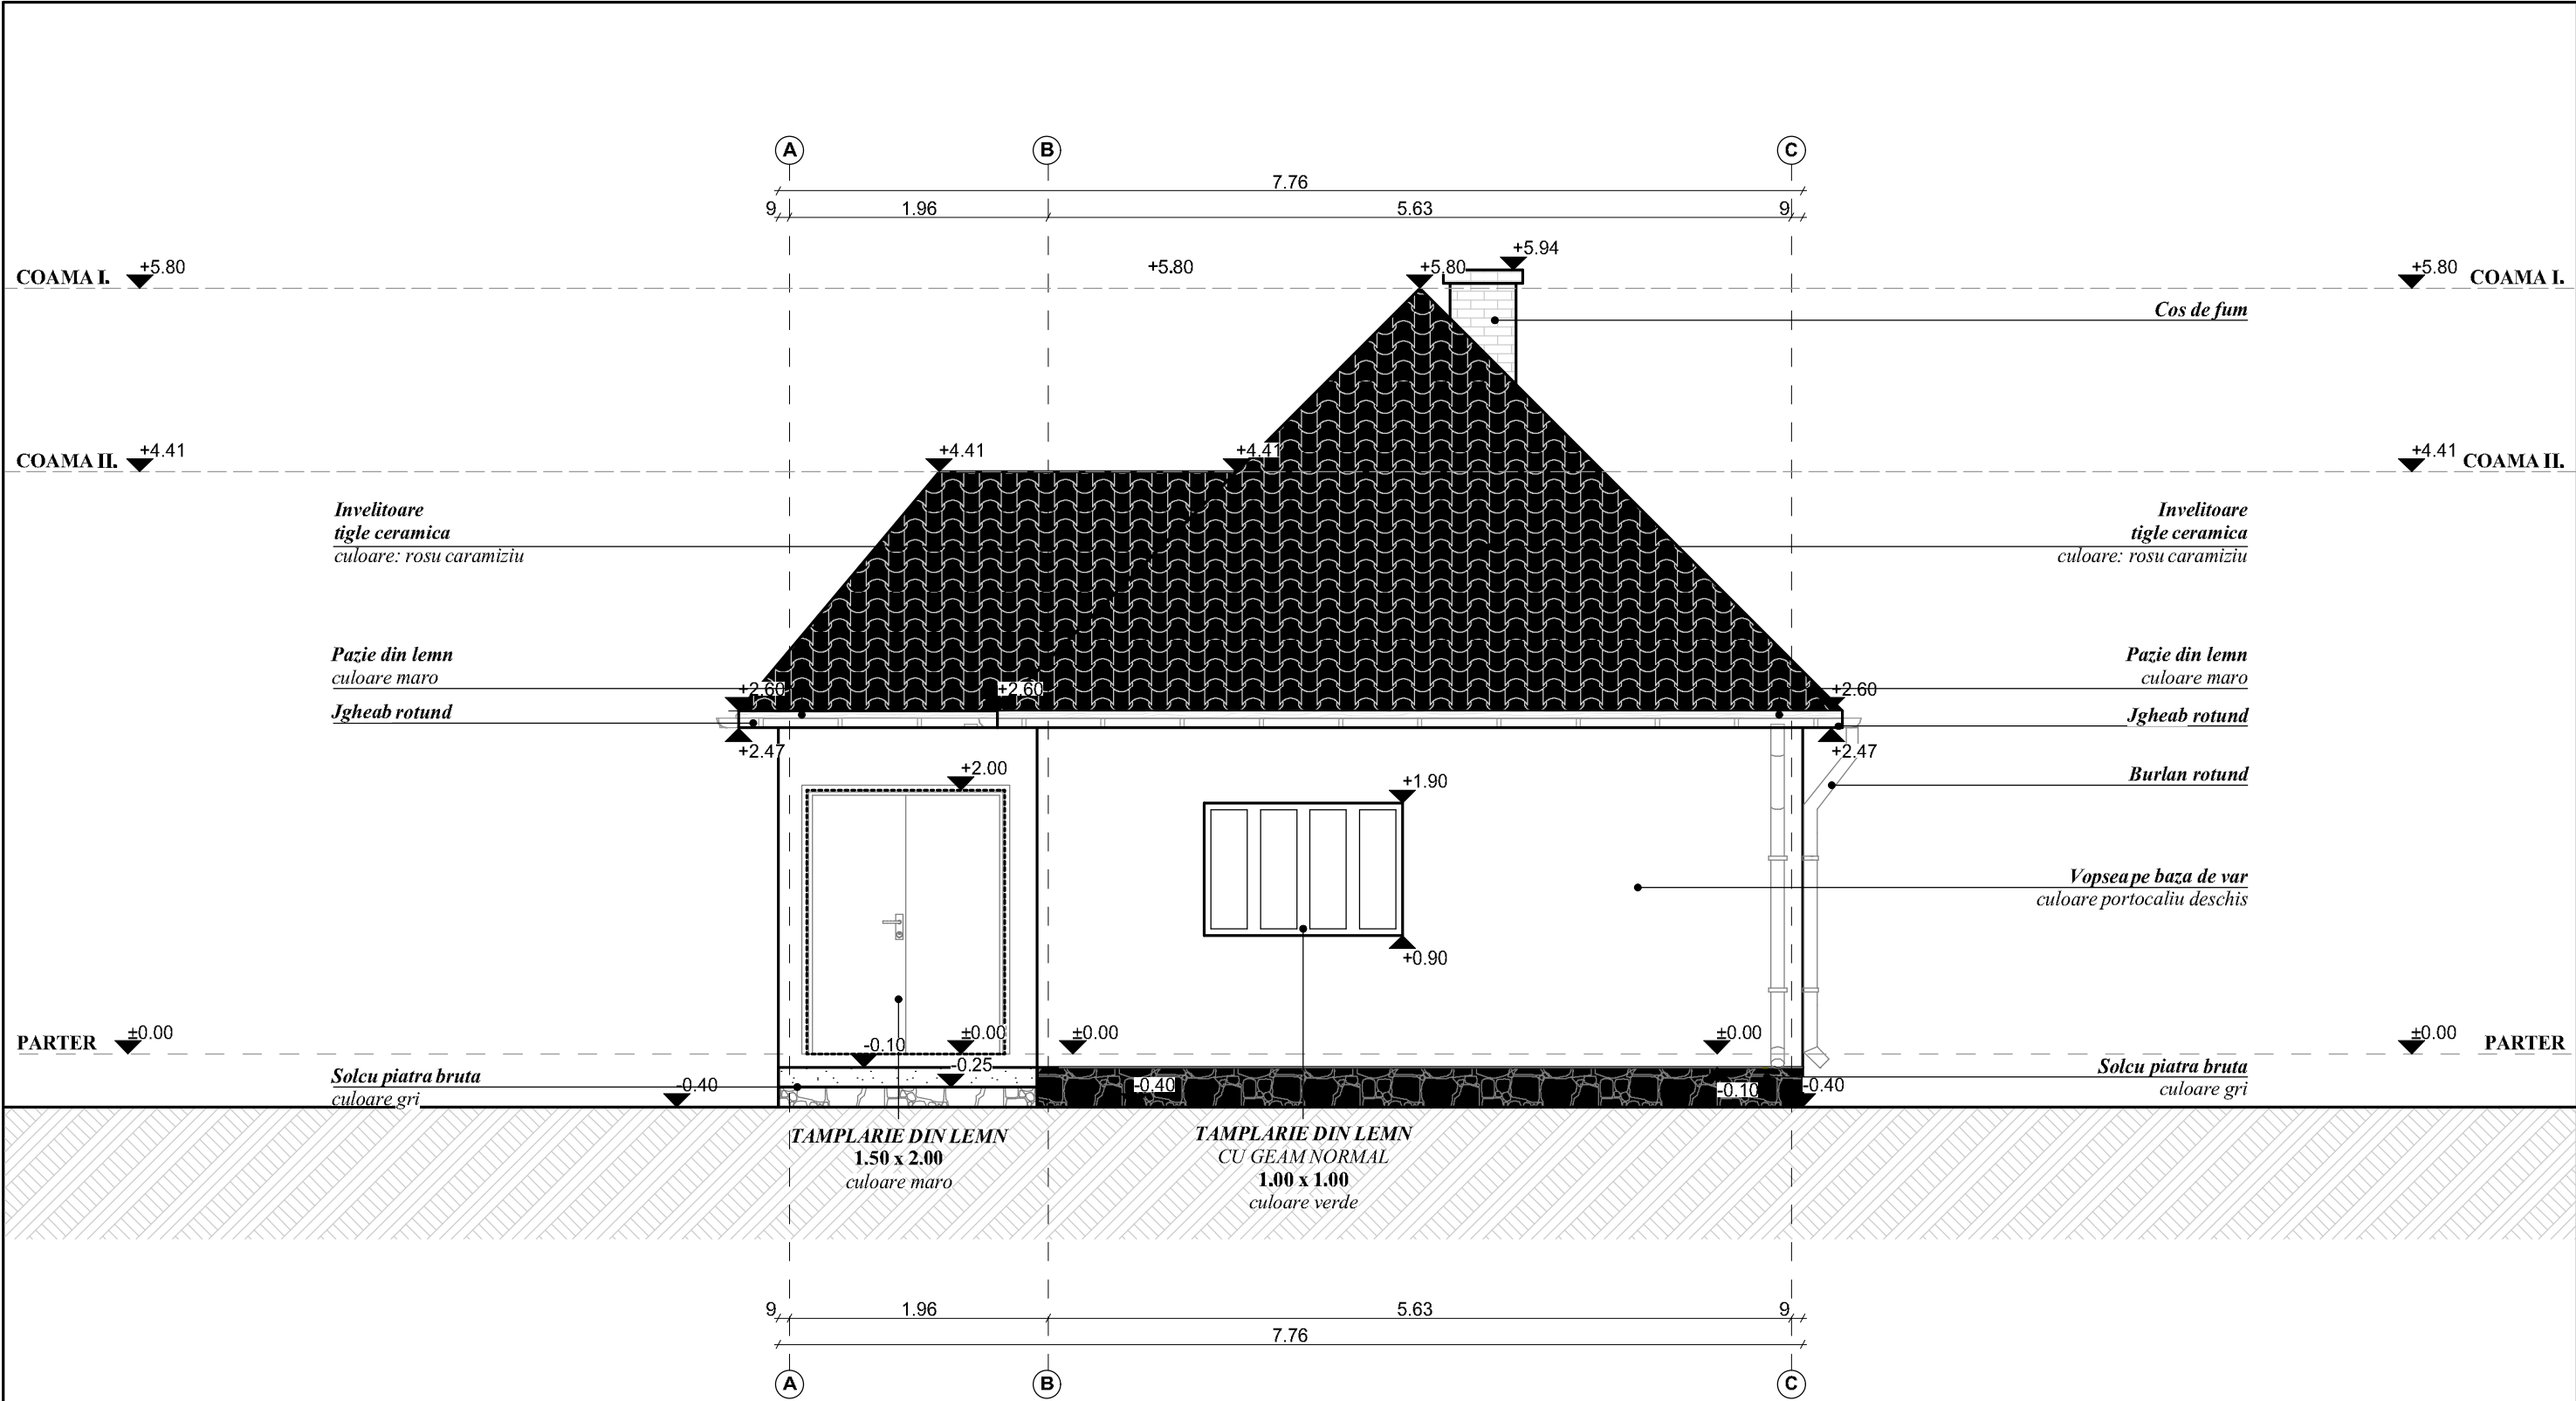 A B C
7.76
9 1.96 5.63 9
+5.94
COAMA I. +5.80 +5.80 +5.80 +5.80 COAMA I.
Cos de fum
COAMA II. +4.41 +4.41 +4.41 +4.41 COAMA II.
Invelitoare
tigle ceramica
culoare: rosu caramiziu
Invelitoare
tigle ceramica
culoare: rosu caramiziu
Pazie din lemn
culoare maro
Pazie din lemn
culoare maro
+2.60 +2.60 +2.60
Jgheab rotund
Jgheab rotund
+2.47 +2.47
+2.00
Burlan rotund
+1.90
Vopsea pe baza de var
culoare portocaliu deschis
+0.90
PARTER ±0.00 ±0.00 ±0.00 ±0.00 ±0.00 PARTER
-0.10
-0.25
Solcu piatra bruta
culoare gri
-0.40 -0.40 -0.10 -0.40
Solcu piatra bruta
culoare gri
TAMPLARIE DIN LEMN
1.50 x 2.00
culoare maro
TAMPLARIE DIN LEMN
CU GEAM NORMAL
1.00 x 1.00
culoare verde
9 1.96 5.63 9
7.76
A B C